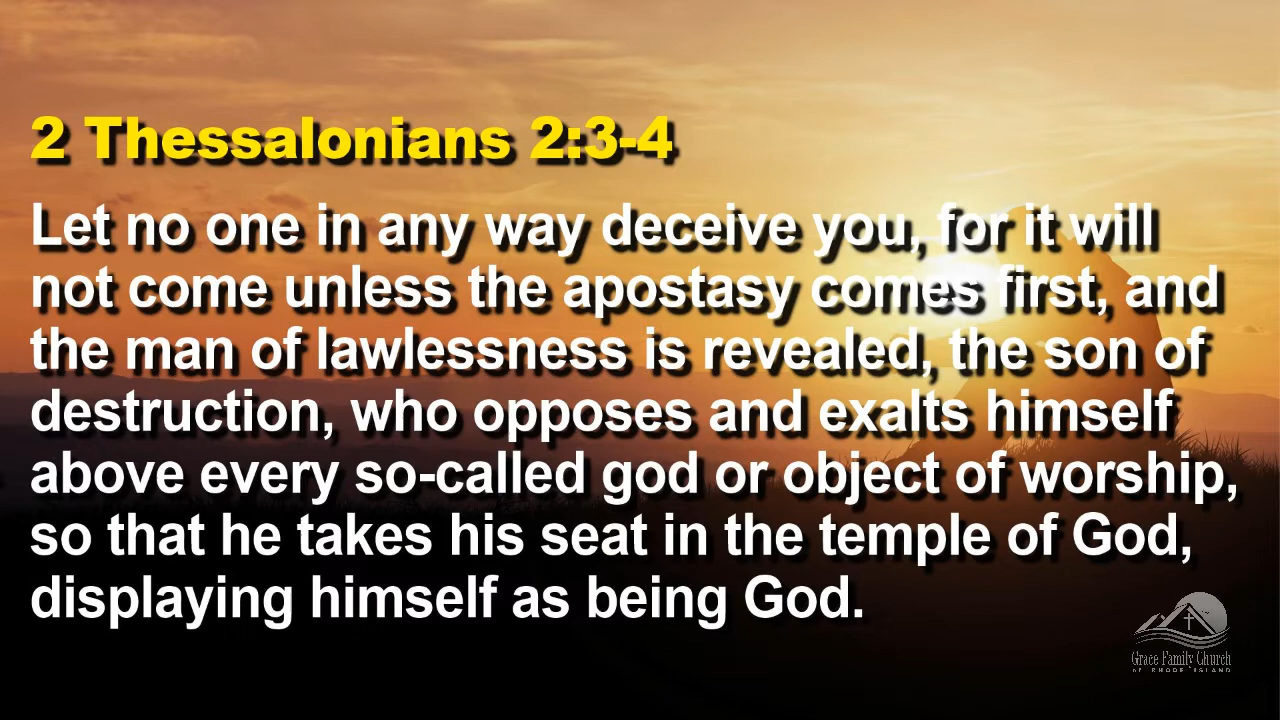 2 Thessalonians 2:3-4
Let no one in any way deceive you, for it will
not come unless the apostasy comes first, and
the man of lawlessness is revealed, the son of
destruction, who opposes and exalts himself
above every so-called god or object of worship,
so that he takes his seat in the temple of God,
displaying himself as being God.
Grace Family Church
OF RHODE ISLAND